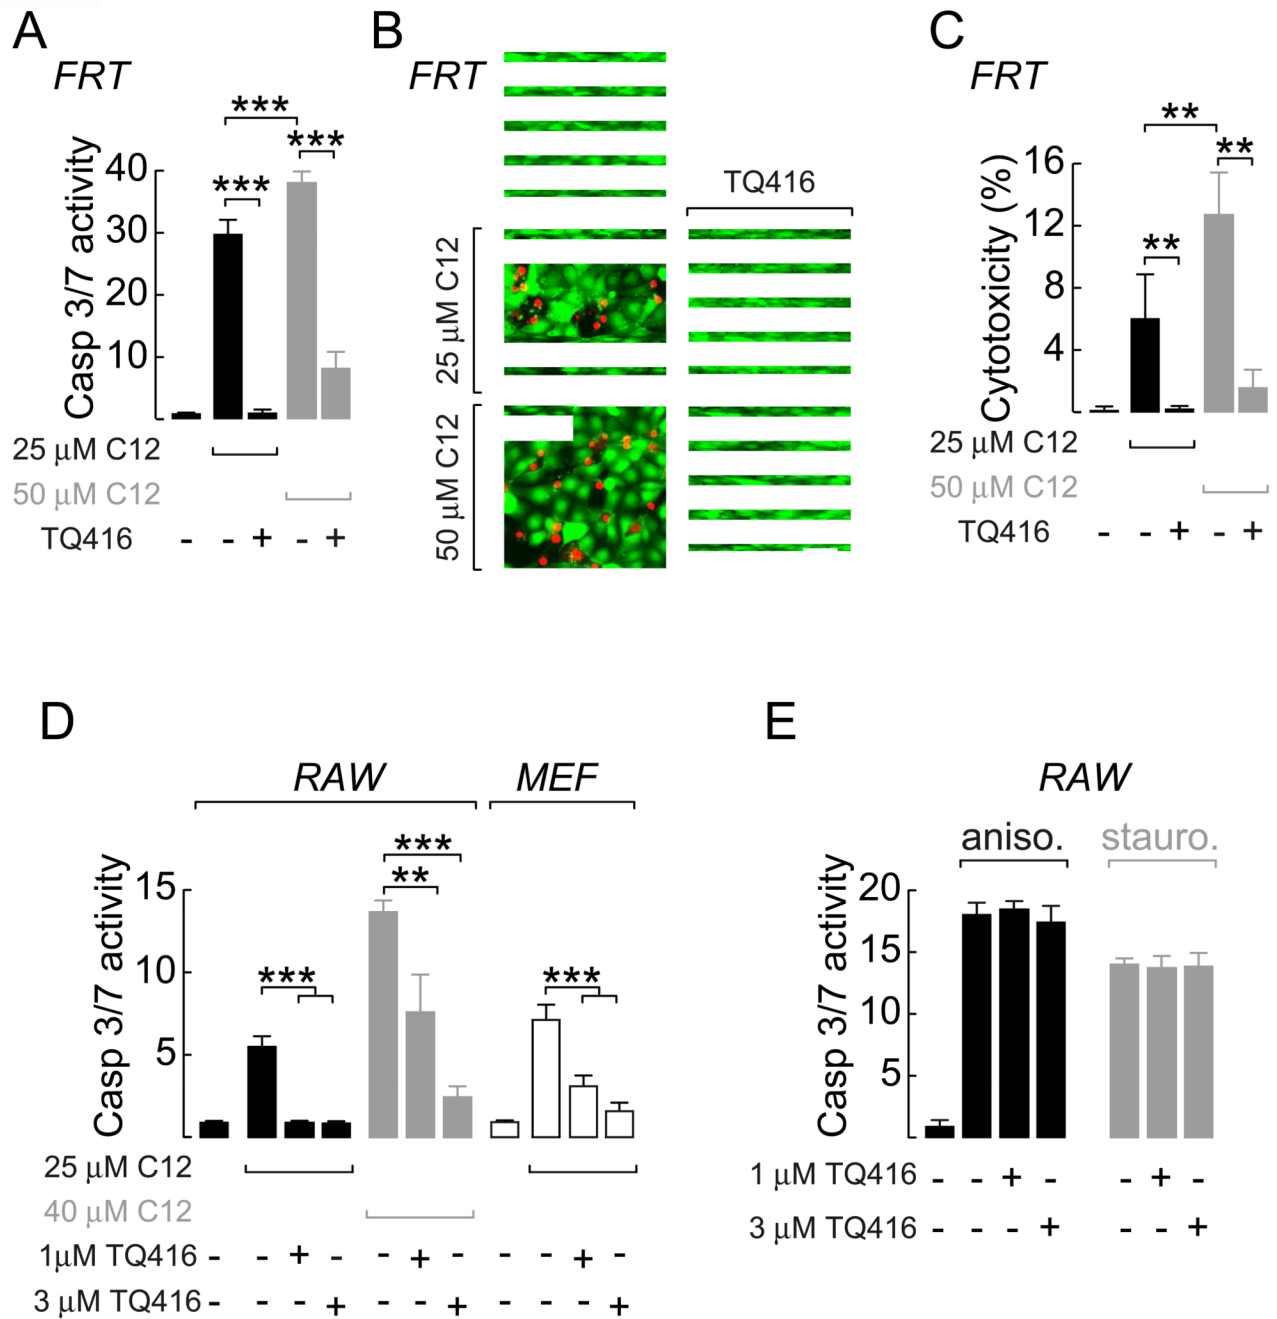 A
FRT
Casp 3/7 activity
40
30
20
10
***
***
***
25 μM C12
50 μM C12
TQ416 - - + - +
B
FRT
TQ416
25 μM C12
50 μM C12
C
FRT
Cytotoxicity (%)
16
12
8
4
**
**
**
25 μM C12
50 μM C12
TQ416 - - + - +
D
RAW MEF
Casp 3/7 activity
15
10
5
***
***
**
***
25 μM C12
40 μM C12
1μM TQ416 - - + - - + - - - + -
3 μM TQ416 - - - + - - + - - - +
E
RAW
aniso. stauro.
Casp 3/7 activity
20
15
10
5
1 μM TQ416 - - + - - + -
3 μM TQ416 - - - + - - +